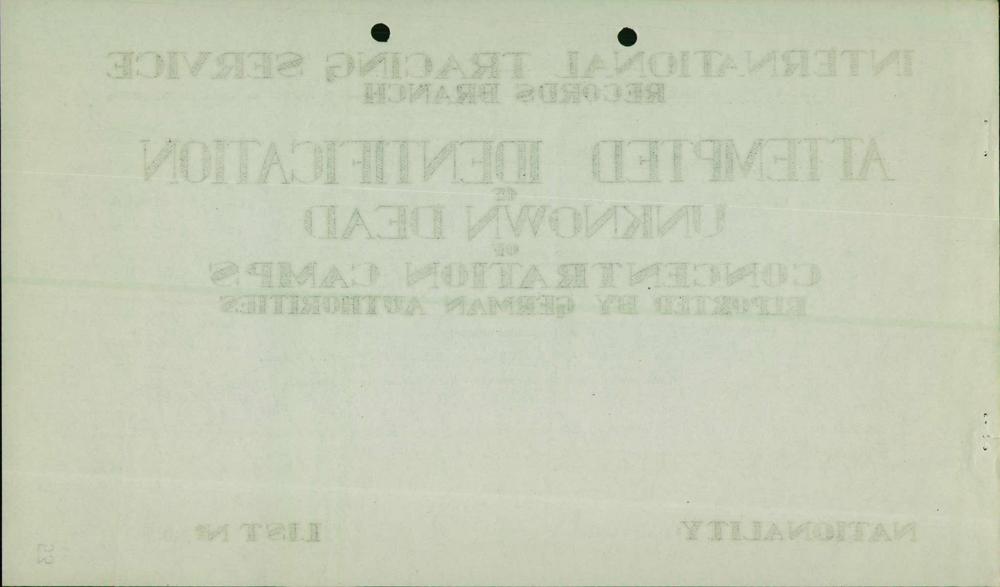 INTERNATIONAL TRACING SERVICE
RECORDS BRANCH
ATTEMPTED IDENTIFICATION
OF
UNKNOWN DEAD
OF
CONCENTRATION CAMPS
REPORTED BY GERMAN AUTHORITIES
NATIONALITY LIST Nº
53